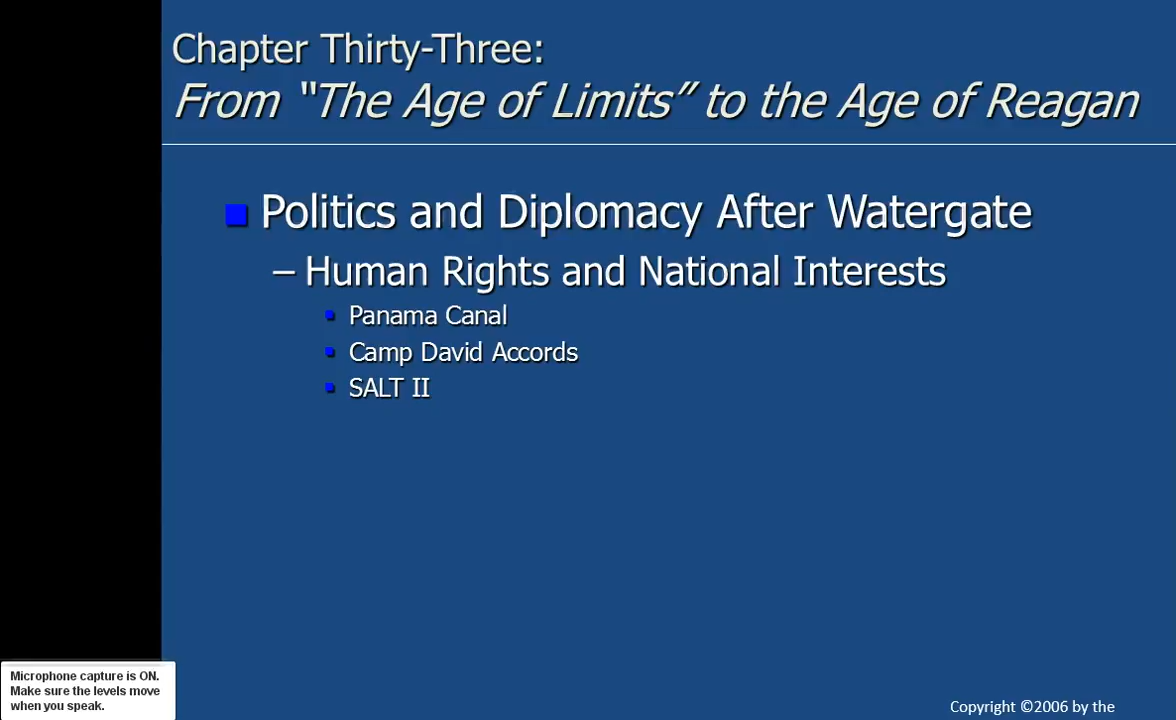 Chapter Thirty-Three:
From “The Age of Limits” to the Age of Reagan
Politics and Diplomacy After Watergate
– Human Rights and National Interests
Panama Canal
Camp David Accords
SALT II
Microphone capture is ON.
Make sure the levels move
when you speak.
Copyright ©2006 by the